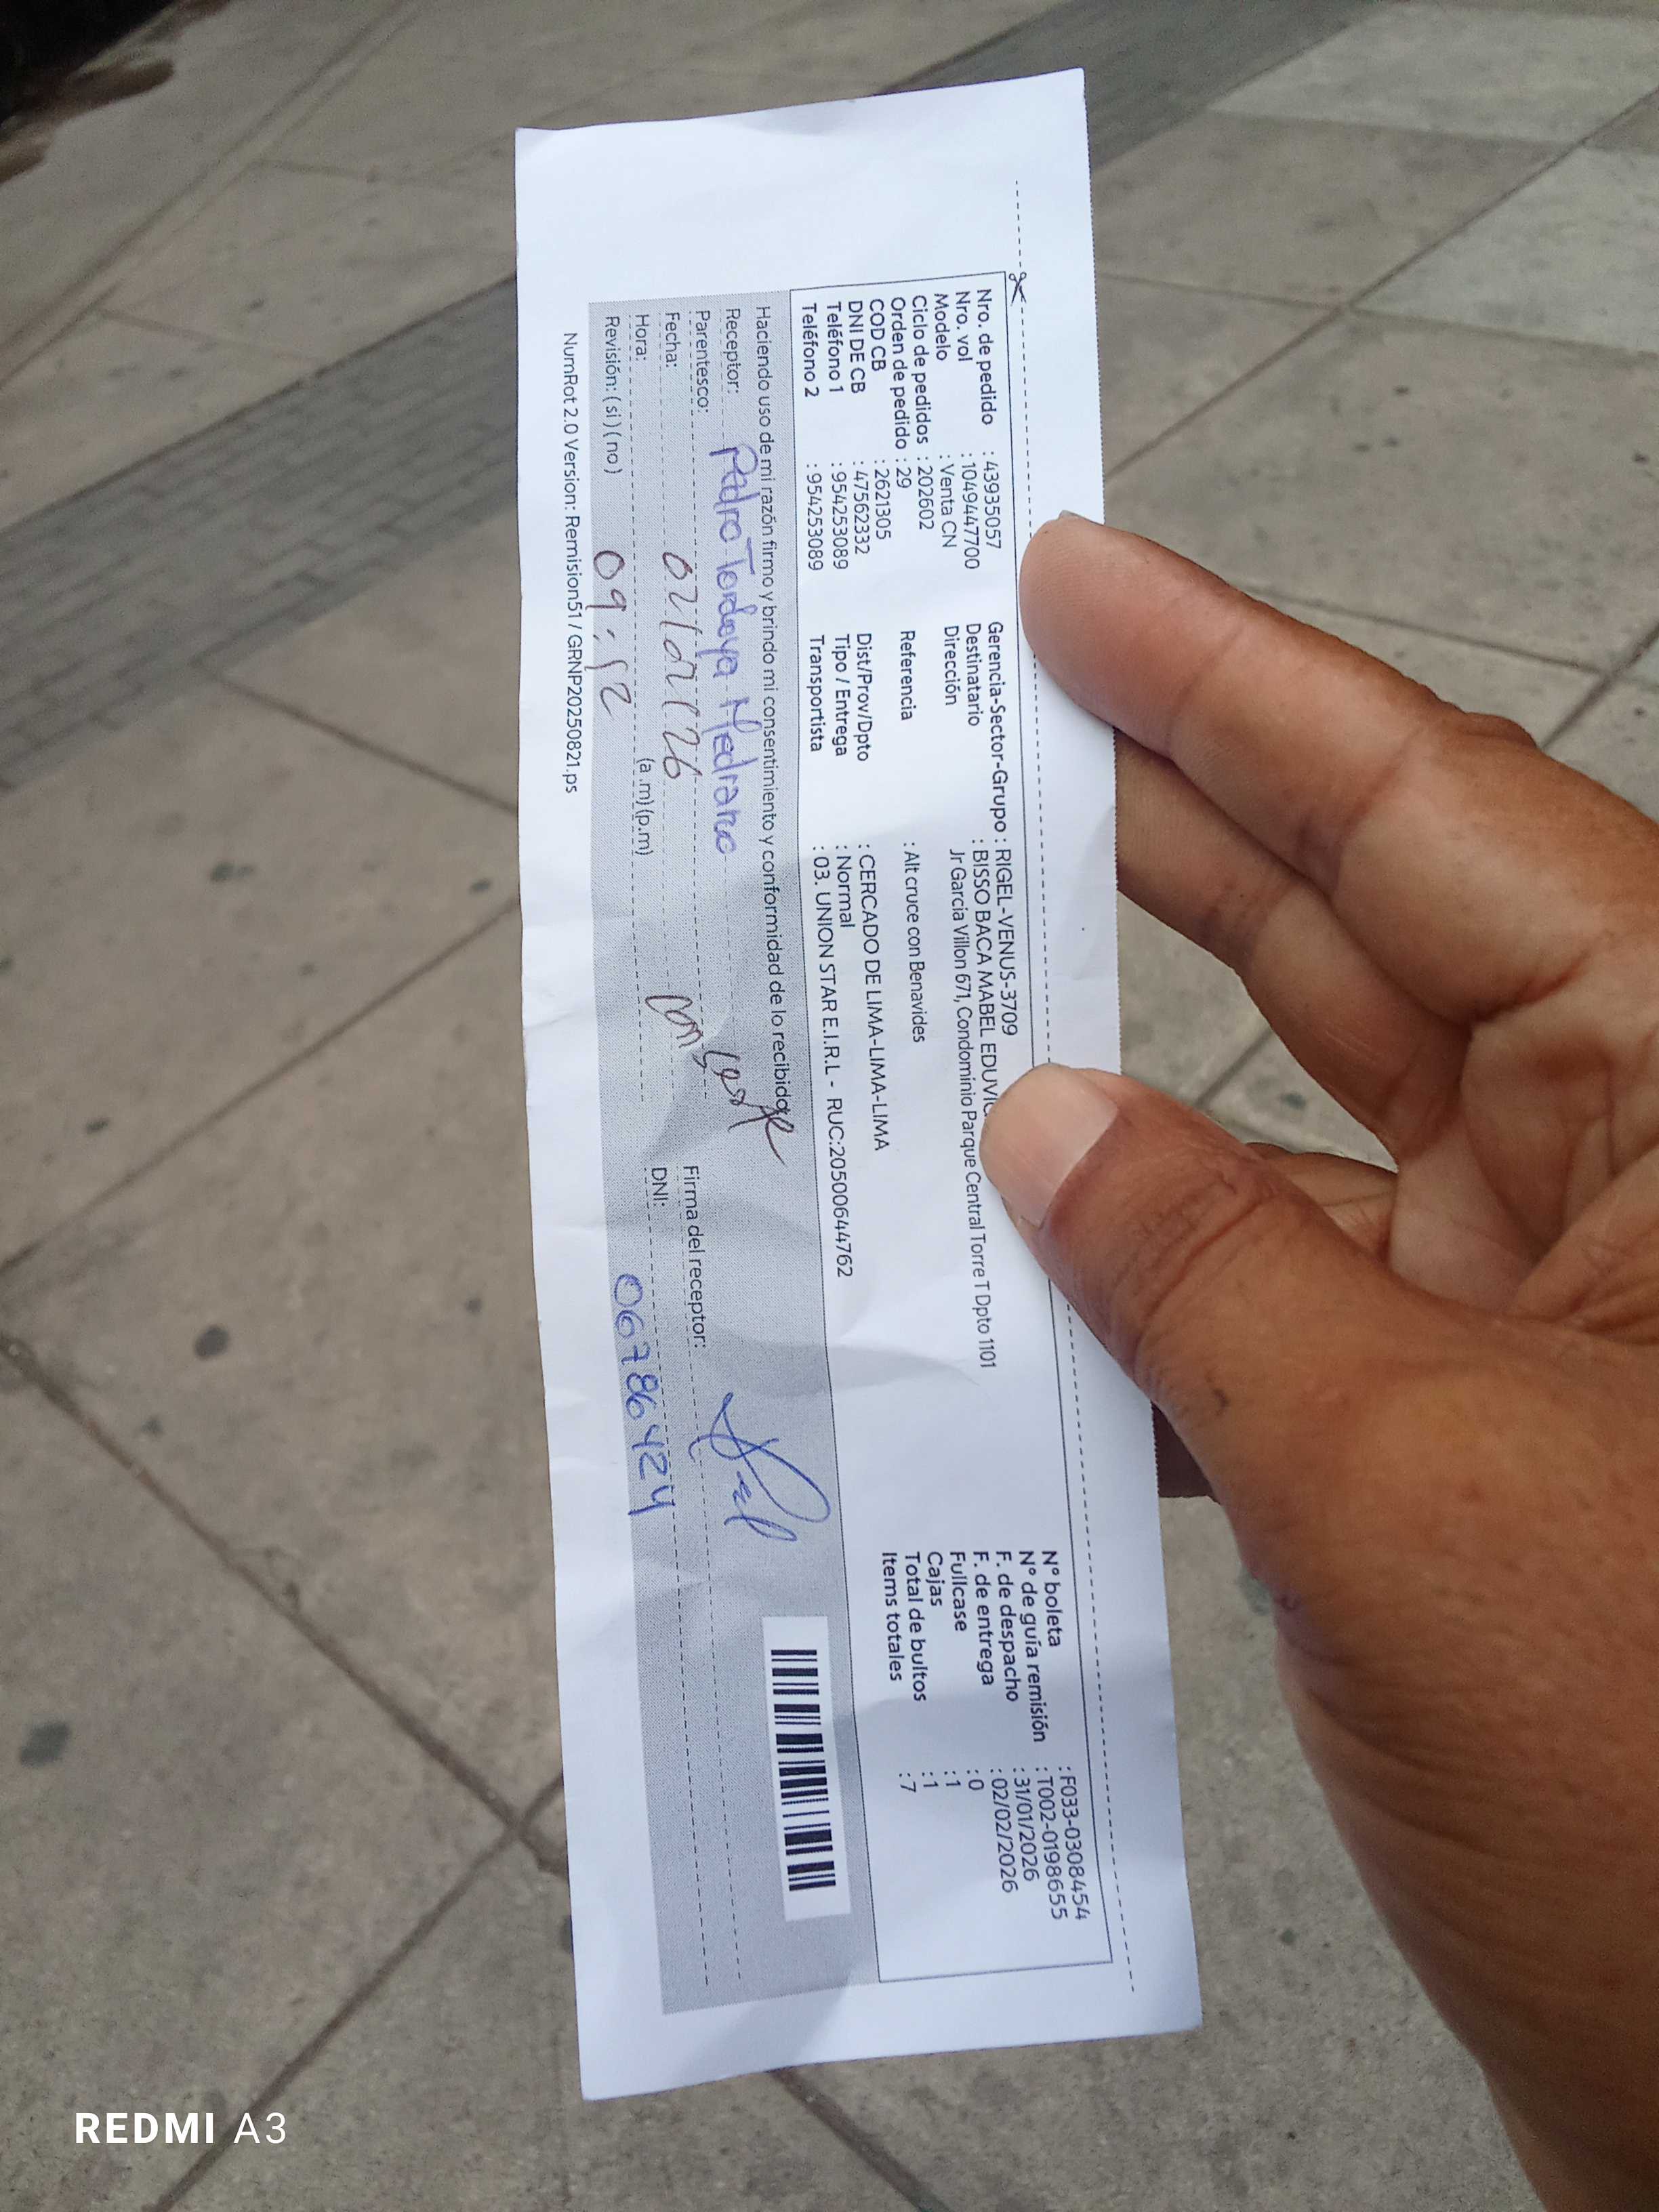 Nro. de pedido : 43935057
Nro. vol : 1049447700
Modelo : Venta CN
Ciclo de pedidos : 202602
Orden de pedido : 29
COD CB : 2621305
DNI DE CB : 47562332
Teléfono 1 : 954253089
Teléfono 2 : 954253089
Gerencia-Sector-Grupo : RIGEL-VENUS-3709
Destinatario : BISSO BACA MABEL
Dirección Jr Garcia Villon 671, Condominio Parque Central Torre T Dpto 1101
Referencia : Alt cruce con Benavides
Dist/Prov/Dpto : CERCADO DE LIMA-LIMA-LIMA
Tipo / Entrega : Normal
Transportista : 03. UNION STAR E.I.R.L - RUC:20500644762
N° boleta : F033-0308454
N° de guía remisión : T002-0198655
F. de despacho : 31/01/2026
F. de entrega : 02/02/2026
Fullcase : 0
Cajas : 1
Total de bultos : 1
Items totales : 7
Haciendo uso de mi razón firmo y brindo mi consentimiento y conformidad de lo recibido
Receptor: Pedro Tordoya Medrano
Parentesco: Conserje
Fecha: 02/02/26
Hora: 09:52 (a.m)(p.m)
Revisión: (si)(no)
Firma del receptor:
DNI: 06786424
NumRot 2.0 Version: Remision51 / GRNP20250821.ps
REDMI A3